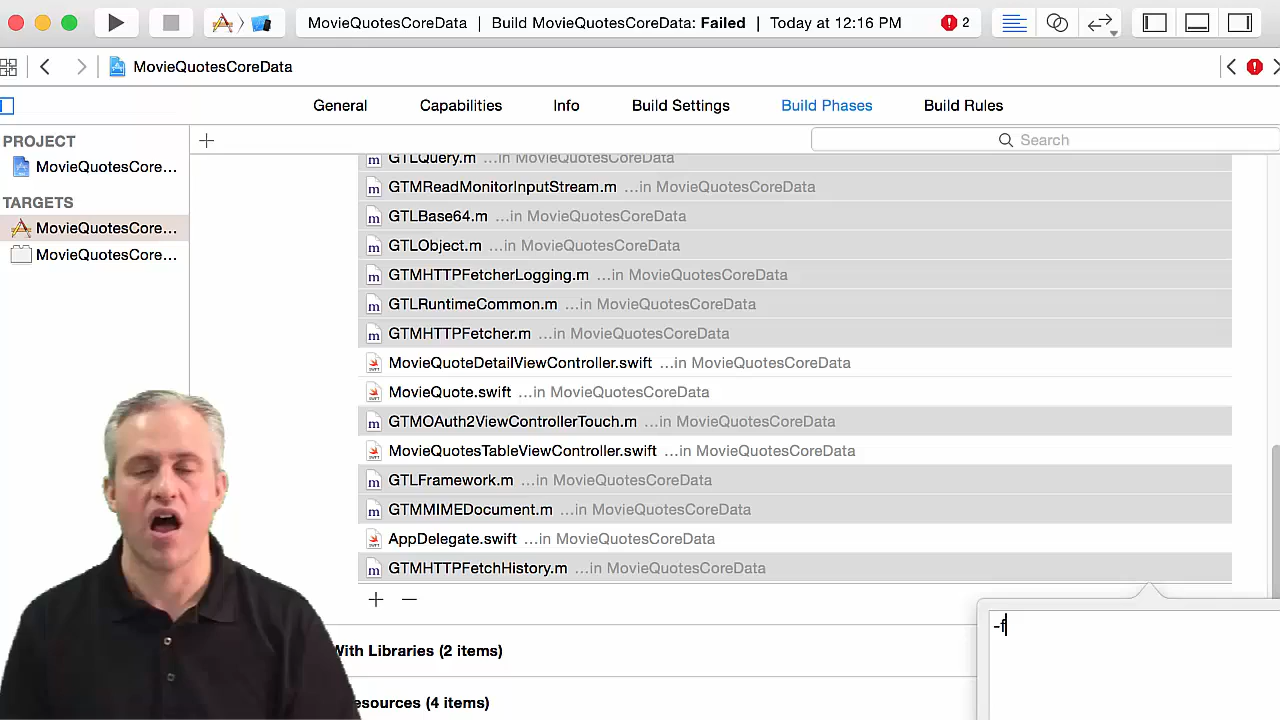 MovieQuotesCoreData | Build MovieQuotesCoreData: Failed | Today at 12:16 PM 2
MovieQuotesCoreData
General Capabilities Info Build Settings Build Phases Build Rules
PROJECT
MovieQuotesCore...
TARGETS
MovieQuotesCore...
MovieQuotesCore...
Search
GTLQuery.m ...in MovieQuotesCoreData
GTMReadMonitorInputStream.m ...in MovieQuotesCoreData
GTLBase64.m ...in MovieQuotesCoreData
GTLObject.m ...in MovieQuotesCoreData
GTMHTTPFetcherLogging.m ...in MovieQuotesCoreData
GTLRuntimeCommon.m ...in MovieQuotesCoreData
GTMHTTPFetcher.m ...in MovieQuotesCoreData
MovieQuoteDetailViewController.swift ...in MovieQuotesCoreData
MovieQuote.swift ...in MovieQuotesCoreData
GTMOAuth2ViewControllerTouch.m ...in MovieQuotesCoreData
MovieQuotesTableViewController.swift ...in MovieQuotesCoreData
GTLFramework.m ...in MovieQuotesCoreData
GTMMIMEDocument.m ...in MovieQuotesCoreData
AppDelegate.swift ...in MovieQuotesCoreData
GTMHTTPFetchHistory.m ...in MovieQuotesCoreData
-f
With Libraries (2 items)
esources (4 items)